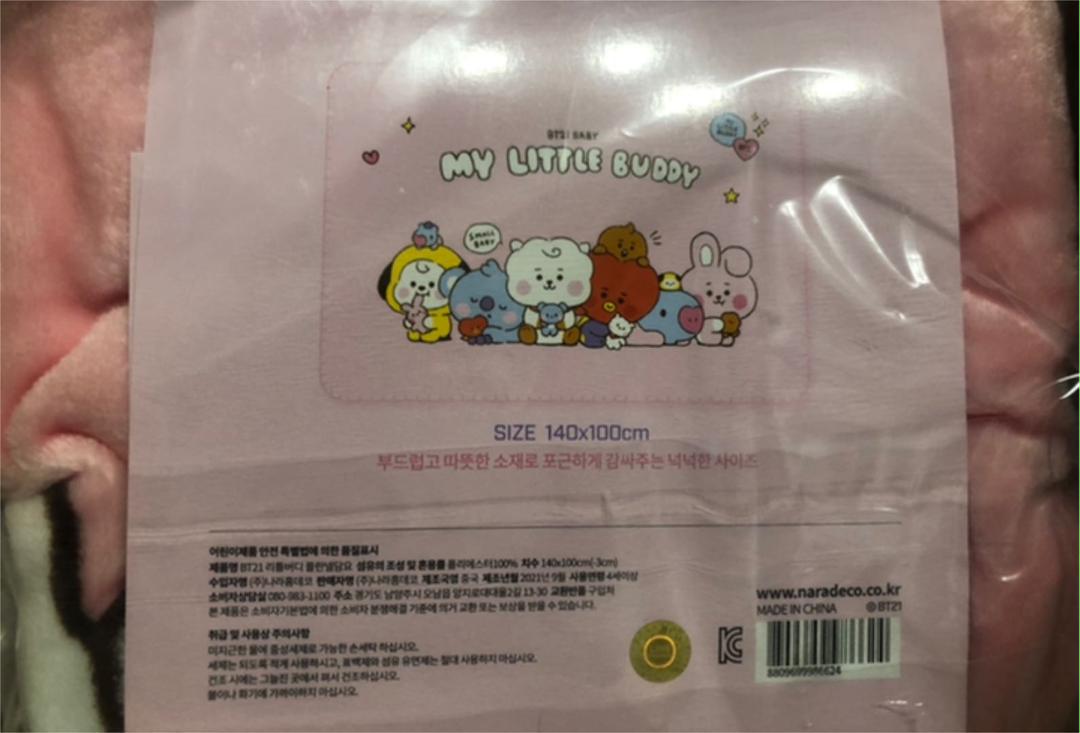 BT21 BABY
MY LITTLE BUDDY
MY LITTLE BUDDY
SMALL BABY
SIZE 140x100cm
부드럽고 따뜻한 소재로 포근하게 감싸주는 넉넉한 사이즈
어린이제품 안전 특별법에 의한 품질표시
제품명 BT21 리틀버디 플란넬담요 섬유의 조성 및 혼용률 폴리에스터100% 치수 140x100cm(-3cm)
수입자명 (주)나라홈데코 판매자명 (주)나라홈데코 제조국명 중국 제조년월 2021년 9월 사용연령 4세이상
소비자상담실 080-983-1100 주소 경기도 남양주시 오남읍 양지로대대울2길 13-30 교환반품 구입처
본 제품은 소비자기본법에 의한 소비자 분쟁해결 기준에 의거 교환 또는 보상을 받을 수 있습니다.
취급 및 사용상 주의사항
미지근한 물에 중성세제로 가능한 손세탁 하십시오.
세제는 되도록 적게 사용하시고, 표백제와 섬유 유연제는 절대 사용하지 마십시오.
건조 시에는 그늘진 곳에서 펴서 건조하십시오.
불이나 화기에 가까이하지 마십시오.
www.naradeco.co.kr
MADE IN CHINA ©BT21
8809699986624